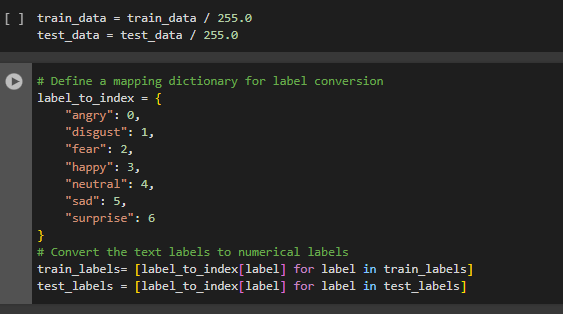 [ ] train_data = train_data / 255.0
test_data = test_data / 255.0
# Define a mapping dictionary for label conversion
label_to_index = {
    "angry": 0,
    "disgust": 1,
    "fear": 2,
    "happy": 3,
    "neutral": 4,
    "sad": 5,
    "surprise": 6
}
# Convert the text labels to numerical labels
train_labels= [label_to_index[label] for label in train_labels]
test_labels = [label_to_index[label] for label in test_labels]